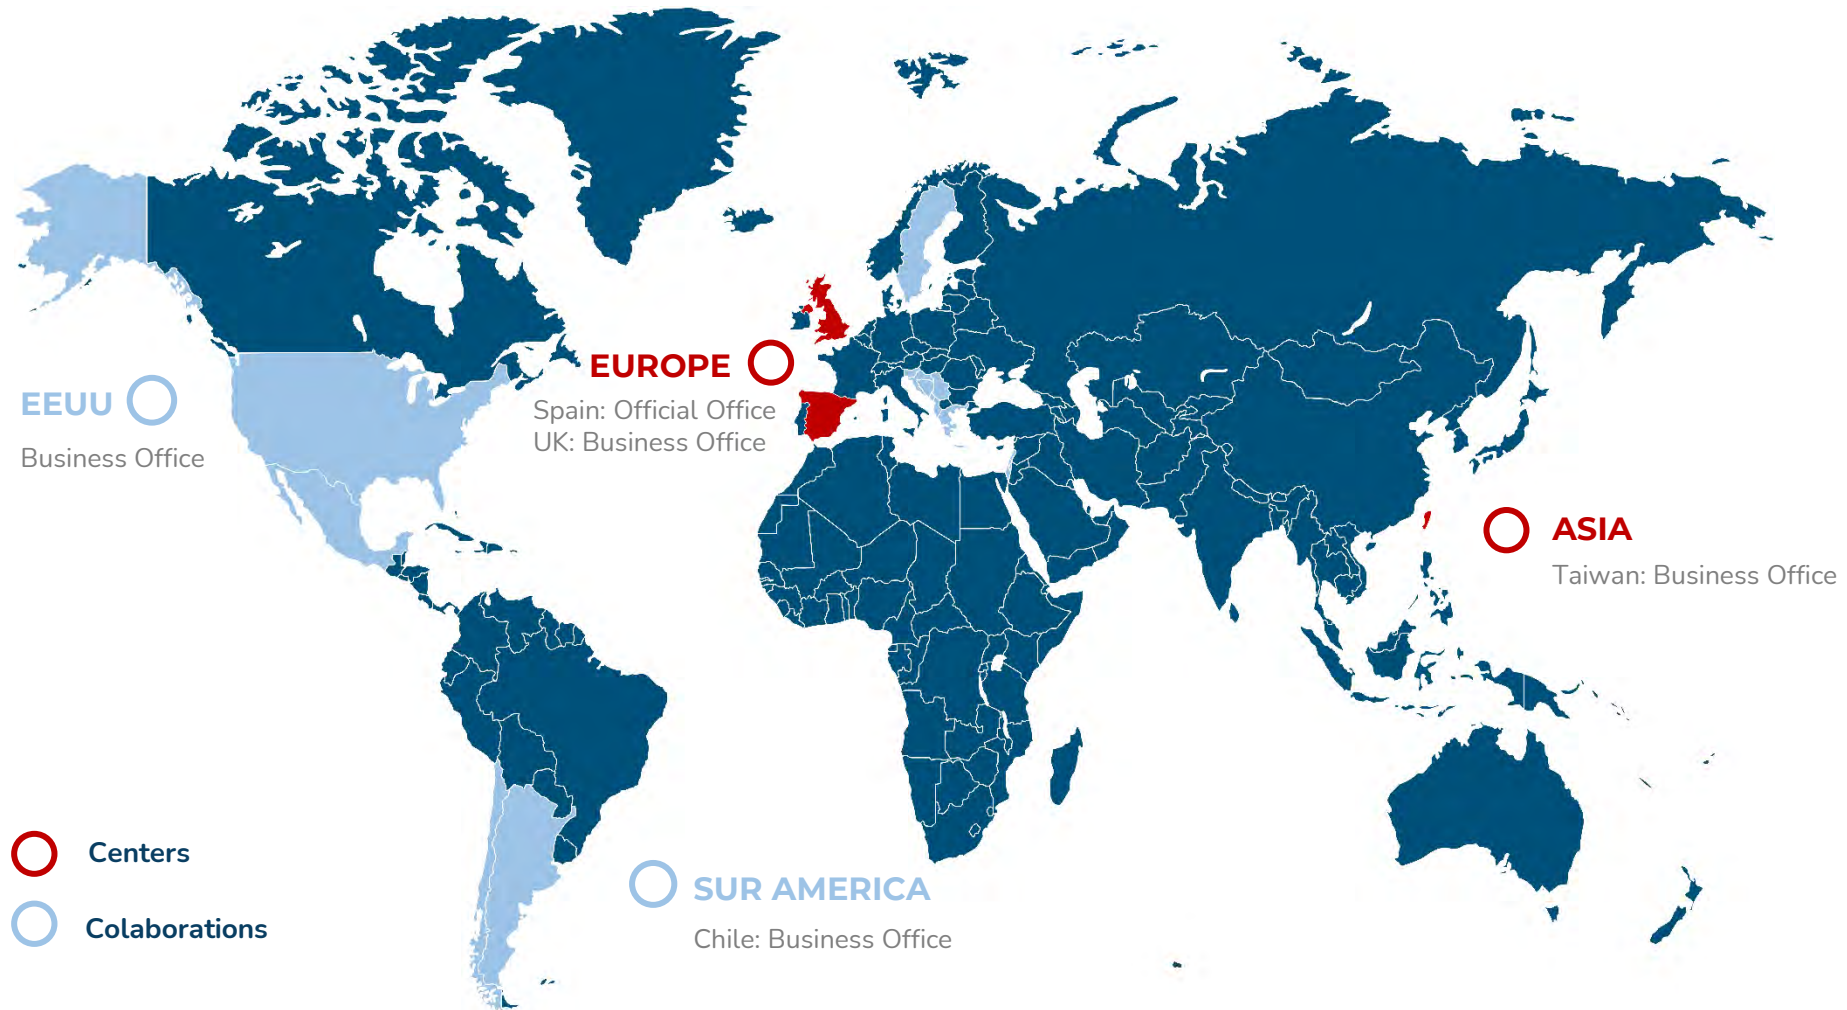 EUROPE
Spain: Official Office
UK: Business Office
EEUU
Business Office
ASIA
Taiwan: Business Office
SUR AMERICA
Chile: Business Office
Centers
Colaborations